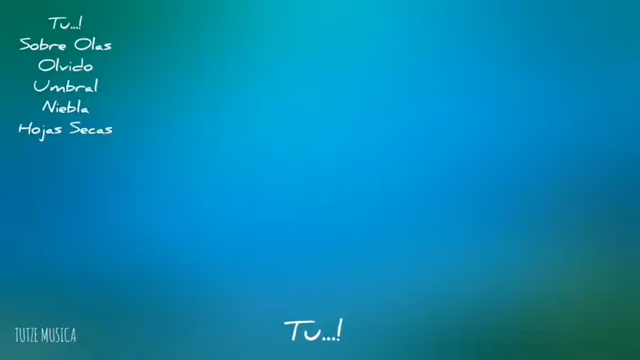 Tu...!
Sobre Olas
Olvido
Umbral
Niebla
Hojas Secas
TUTZE MUSICA
Tu...!